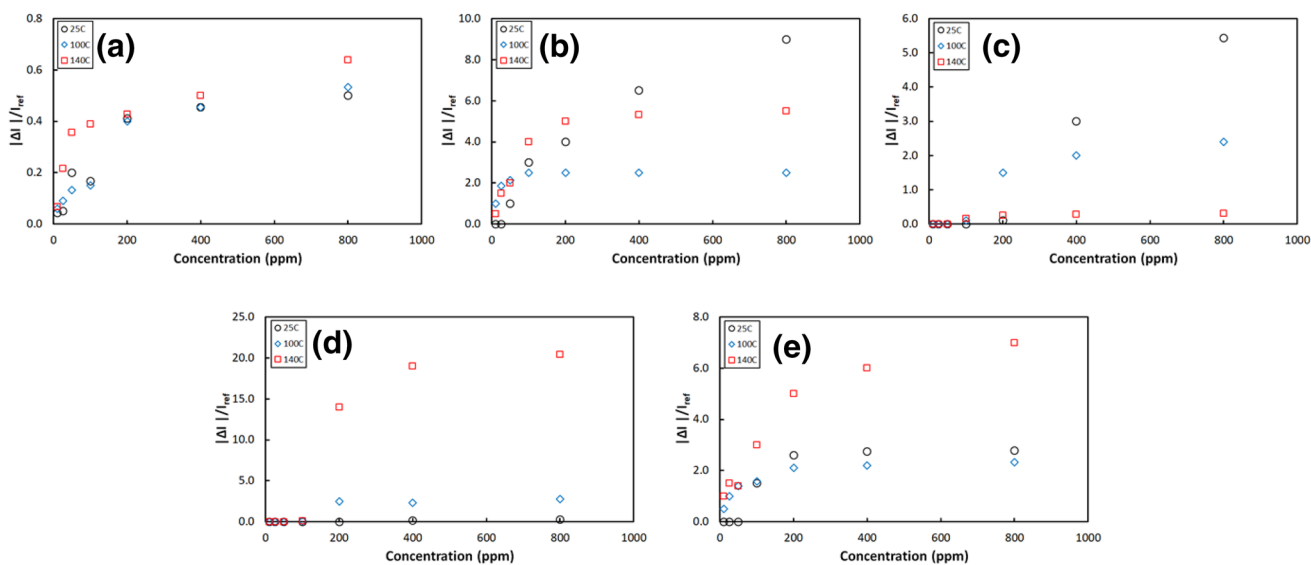 0.8
25C
100C
140C
(a)
0.6
0.4
0.2
0.0
|ΔI |/Iref
0 200 400 600 800 1000
Concentration (ppm)
10.0
25C
100C
140C
(b)
8.0
6.0
4.0
2.0
0.0
|ΔI |/Iref
0 200 400 600 800 1000
Concentration (ppm)
6.0
25C
100C
140C
(c)
5.0
4.0
3.0
2.0
1.0
0.0
|ΔI |/Iref
0 200 400 600 800 1000
Concentration (ppm)
25.0
25C
100C
140C
(d)
20.0
15.0
10.0
5.0
0.0
|ΔI |/Iref
0 200 400 600 800 1000
Concentration (ppm)
8.0
25C
100C
140C
(e)
6.0
4.0
2.0
0.0
|ΔI |/Iref
0 200 400 600 800 1000
Concentration (ppm)